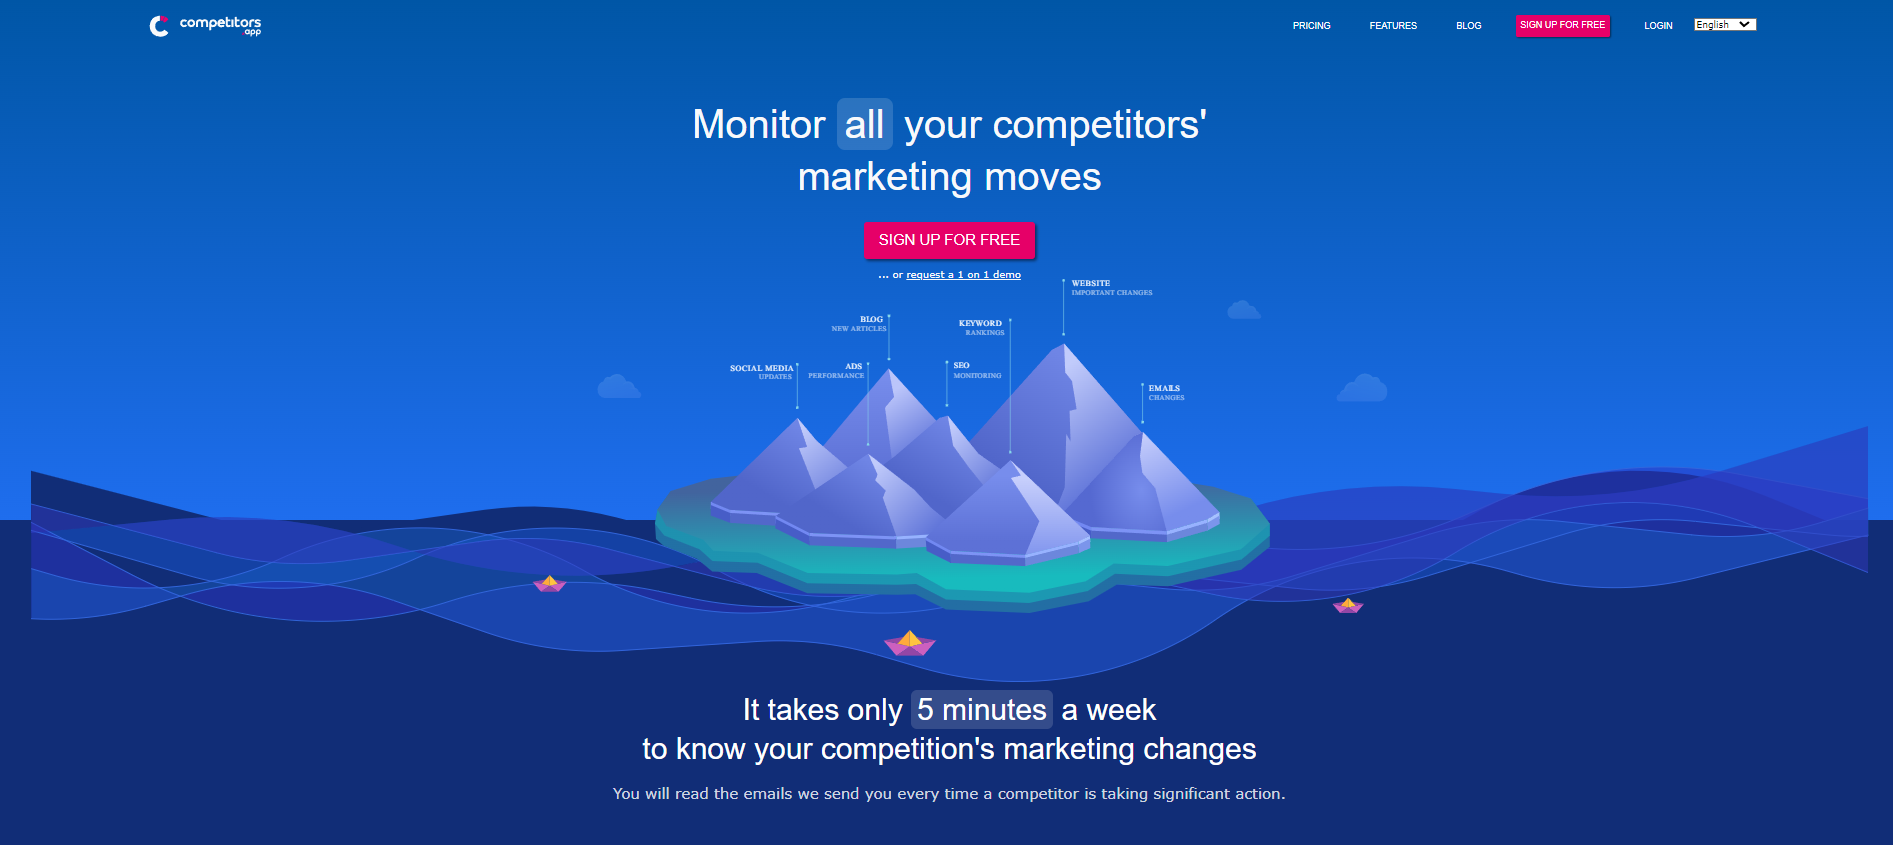 competitors
.app
PRICING
FEATURES
BLOG
SIGN UP FOR FREE
LOGIN
English
Monitor all your competitors'
marketing moves
SIGN UP FOR FREE
... or request a 1 on 1 demo
WEBSITE
IMPORTANT CHANGES
BLOG
NEW ARTICLES
KEYWORD
RANKINGS
SOCIAL MEDIA
UPDATES
ADS
PERFORMANCE
SEO
MONITORING
EMAILS
CHANGES
It takes only 5 minutes a week
to know your competition's marketing changes
You will read the emails we send you every time a competitor is taking significant action.